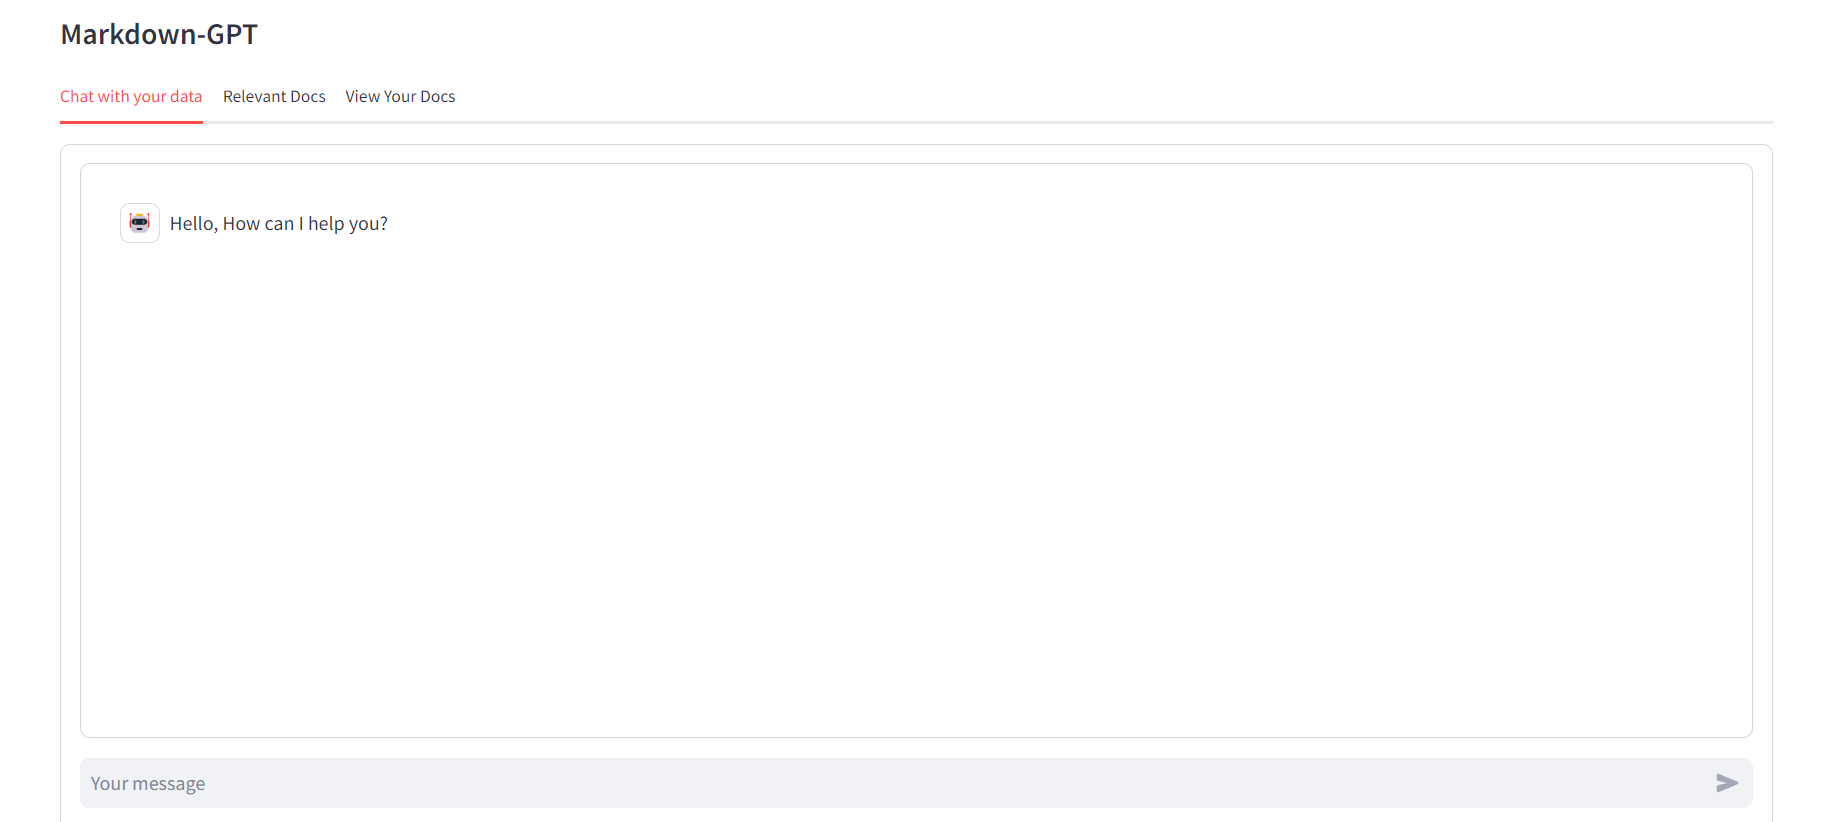 Markdown-GPT
Chat with your data Relevant Docs View Your Docs
Hello, How can I help you?
Your message